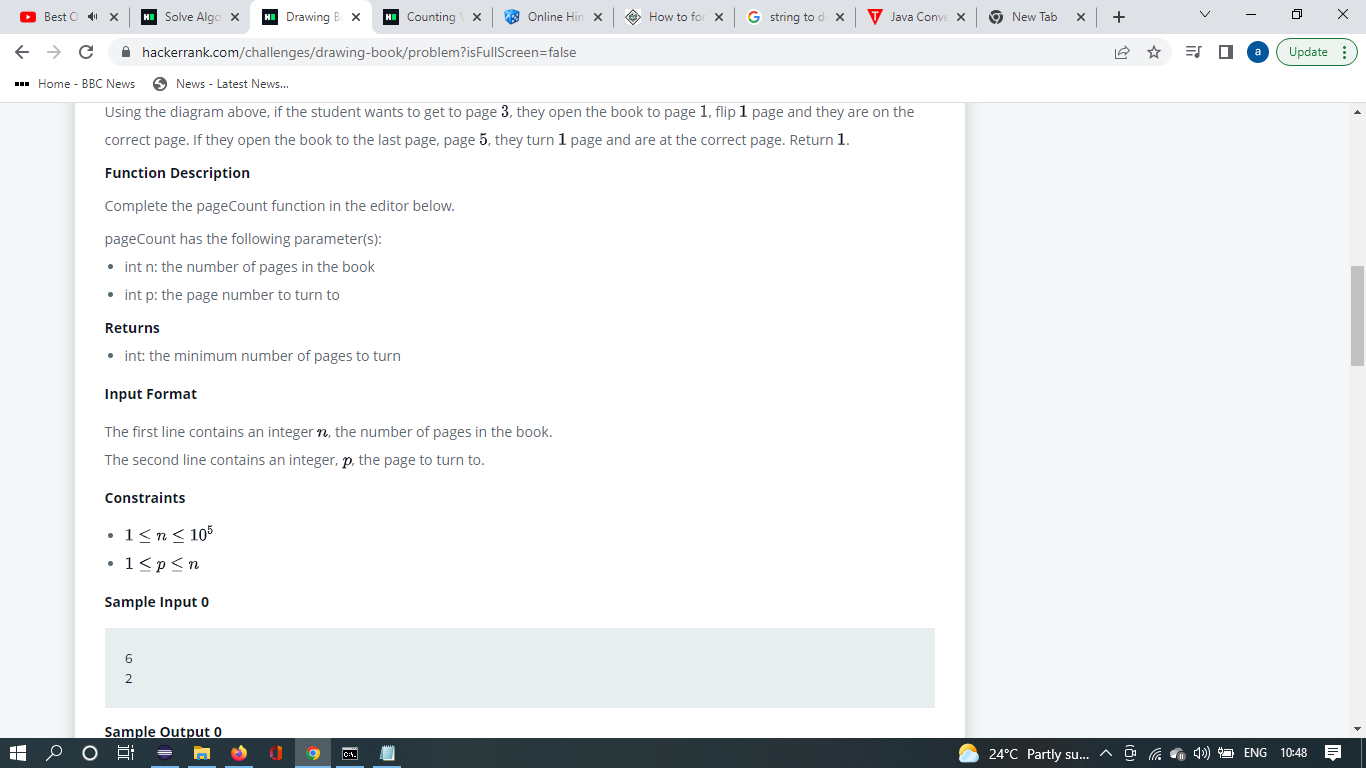 Best O
Solve Algo
Drawing B
Counting
Online Hin
How to for
string to d
Java Conve
New Tab
hackerrank.com/challenges/drawing-book/problem?isFullScreen=false
a
Update
Home - BBC News
News - Latest News...
Using the diagram above, if the student wants to get to page 3, they open the book to page 1, flip 1 page and they are on the
correct page. If they open the book to the last page, page 5, they turn 1 page and are at the correct page. Return 1.
Function Description
Complete the pageCount function in the editor below.
pageCount has the following parameter(s):
• int n: the number of pages in the book
• int p: the page number to turn to
Returns
• int: the minimum number of pages to turn
Input Format
The first line contains an integer n, the number of pages in the book.
The second line contains an integer, p, the page to turn to.
Constraints
• 1 ≤ n ≤ 10⁵
• 1 ≤ p ≤ n
Sample Input 0
6
2
Sample Output 0
24°C Partly su...
ENG
10:48